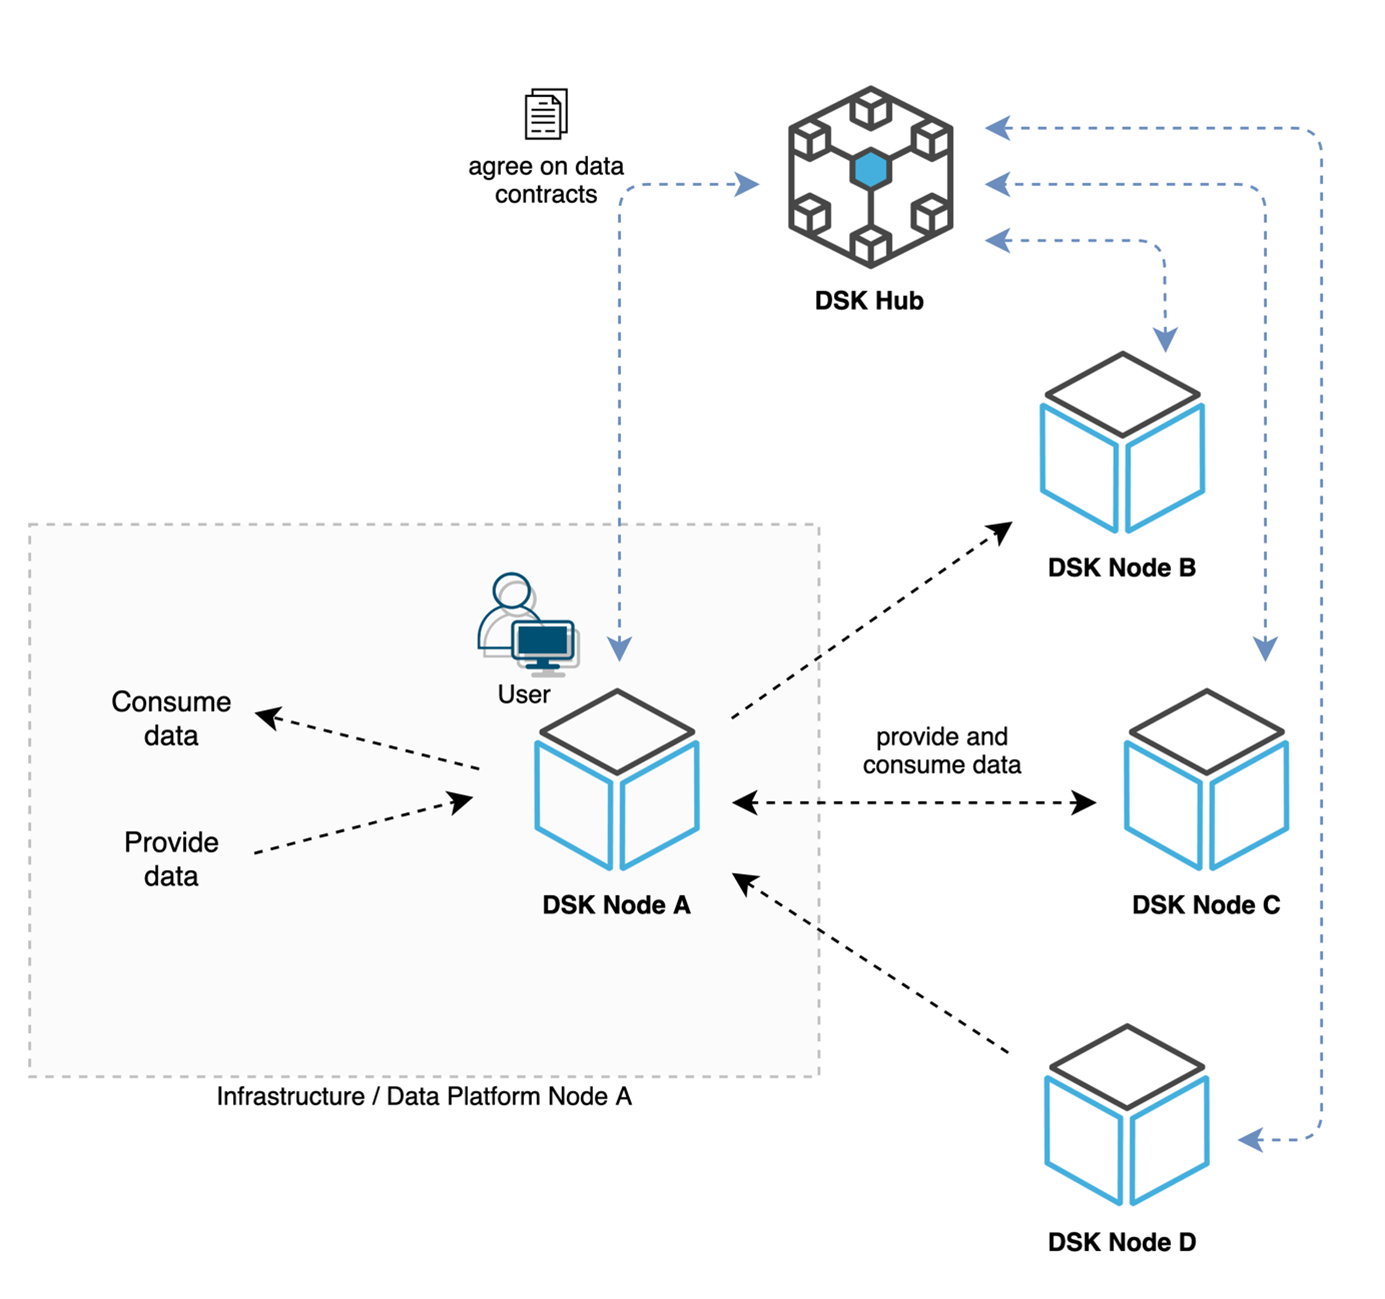 agree on data
contracts
DSK Hub
DSK Node B
User
Consume
data
provide and
consume data
Provide
data
DSK Node A
DSK Node C
Infrastructure / Data Platform Node A
DSK Node D